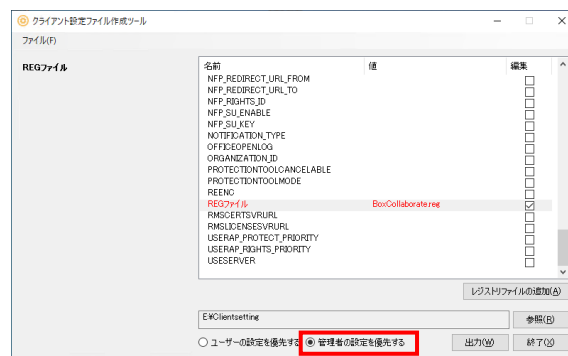 クライアント設定ファイル作成ツール
ファイル(F)
REGファイル
名前 値 編集
NFP_REDIRECT_URL_FROM
NFP_REDIRECT_URL_TO
NFP_RIGHTS_ID
NFP_SU_ENABLE
NFP_SU_KEY
NOTIFICATION_TYPE
OFFICEOPENLOG
ORGANIZATION_ID
PROTECTIONTOOLCANCELABLE
PROTECTIONTOOLMODE
REENC
REGファイル BoxCollaborate.reg
RMSCERTSVRURL
RMSLICENSESVRURL
USERAP_PROTECT_PRIORITY
USERAP_RIGHTS_PRIORITY
USESERVER
レジストリファイルの追加(A)
E:¥Clientsetting 参照(R)
ユーザーの設定を優先する 管理者の設定を優先する 出力(W) 終了(X)